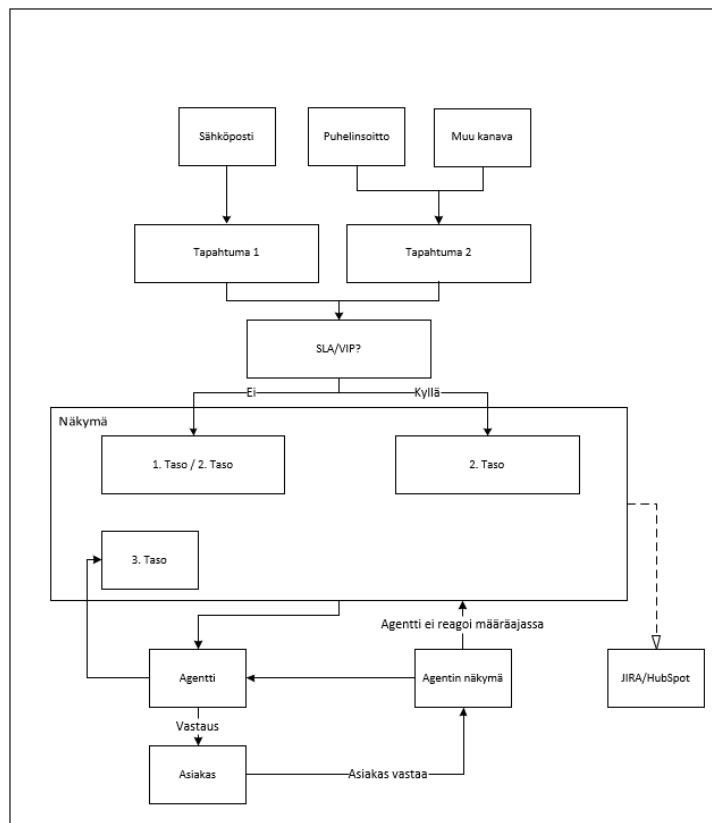 Sähköposti
Puhelinsoitto
Muu kanava
Tapahtuma 1
Tapahtuma 2
SLA/VIP?
Ei
Kyllä
Näkymä
1. Taso / 2. Taso
2. Taso
3. Taso
Agentti ei reagoi määräajassa
Agentti
Agentin näkymä
JIRA/HubSpot
Vastaus
Asiakas
Asiakas vastaa